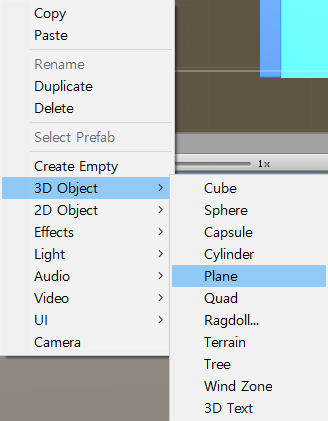 Copy
Paste
Rename
Duplicate
Delete
Select Prefab
Create Empty
3D Object
2D Object
Effects
Light
Audio
Video
UI
Camera
1x
Cube
Sphere
Capsule
Cylinder
Plane
Quad
Ragdoll...
Terrain
Tree
Wind Zone
3D Text